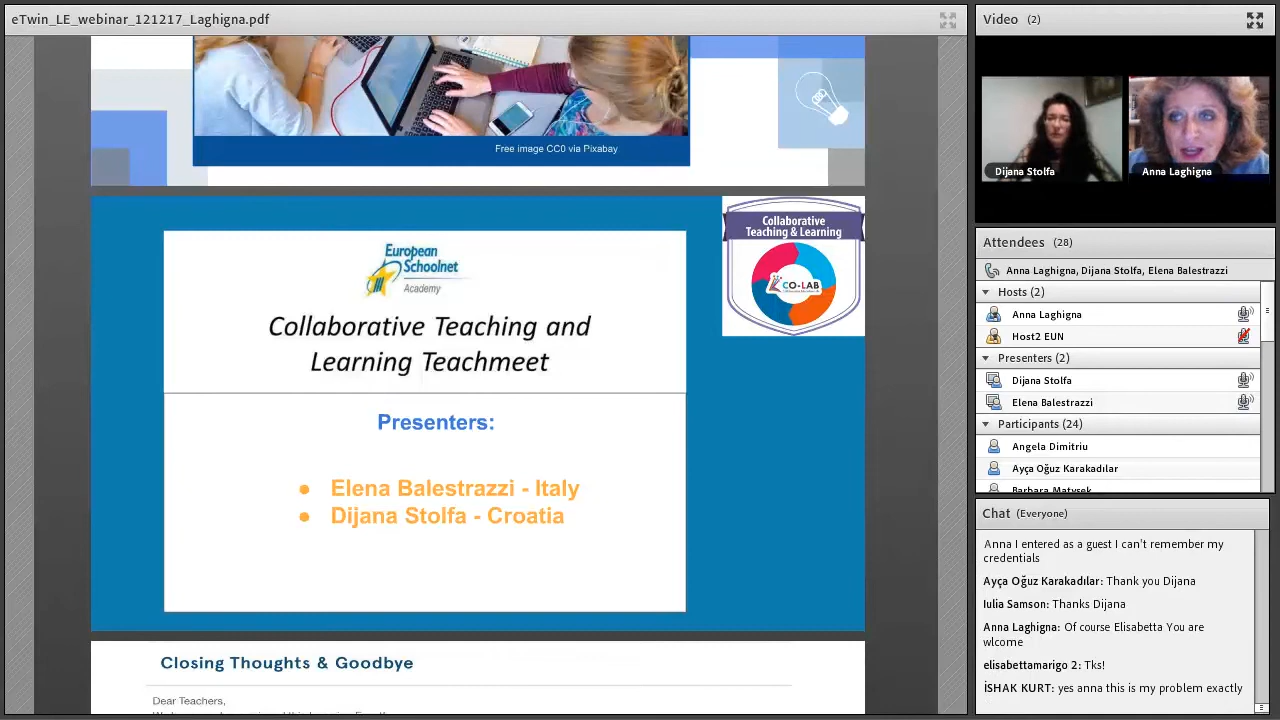 eTwin_LE_webinar_121217_Laghigna.pdf
Free image CC0 via Pixabay
European
Schoolnet
Academy
Collaborative
Teaching & Learning
CO-LAB
Collaborative Teaching and
Learning Teachmeet
Presenters:
● Elena Balestrazzi - Italy
● Dijana Stolfa - Croatia
Closing Thoughts & Goodbye
Dear Teachers,
Video (2)
Dijana Stolfa
Anna Laghigna
Attendees (28)
Anna Laghigna, Dijana Stolfa, Elena Balestrazzi
Hosts (2)
Anna Laghigna
Host2 EUN
Presenters (2)
Dijana Stolfa
Elena Balestrazzi
Participants (24)
Angela Dimitriu
Ayça Oğuz Karakadılar
Barbara Matysek
Chat (Everyone)
Anna I entered as a guest I can't remember my
credentials
Ayça Oğuz Karakadılar: Thank you Dijana
Iulia Samson: Thanks Dijana
Anna Laghigna: Of course Elisabetta You are
wlcome
elisabettamarigo 2: Tks!
İSHAK KURT: yes anna this is my problem exactly